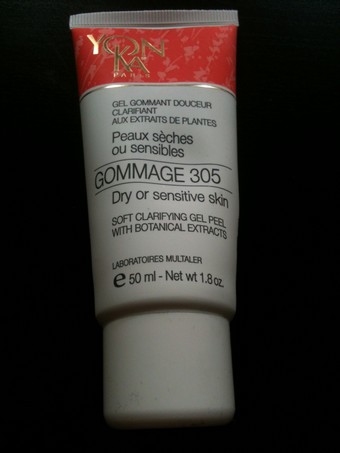 YON
KA
PARIS
GEL GOMMANT DOUCEUR
CLARIFIANT
AUX EXTRAITS DE PLANTES
Peaux sèches
ou sensibles
GOMMAGE 305
Dry or sensitive skin
SOFT CLARIFYING GEL PEEL
WITH BOTANICAL EXTRACTS
LABORATOIRES MULTALER
e 50 ml - Net wt 1.8 oz.